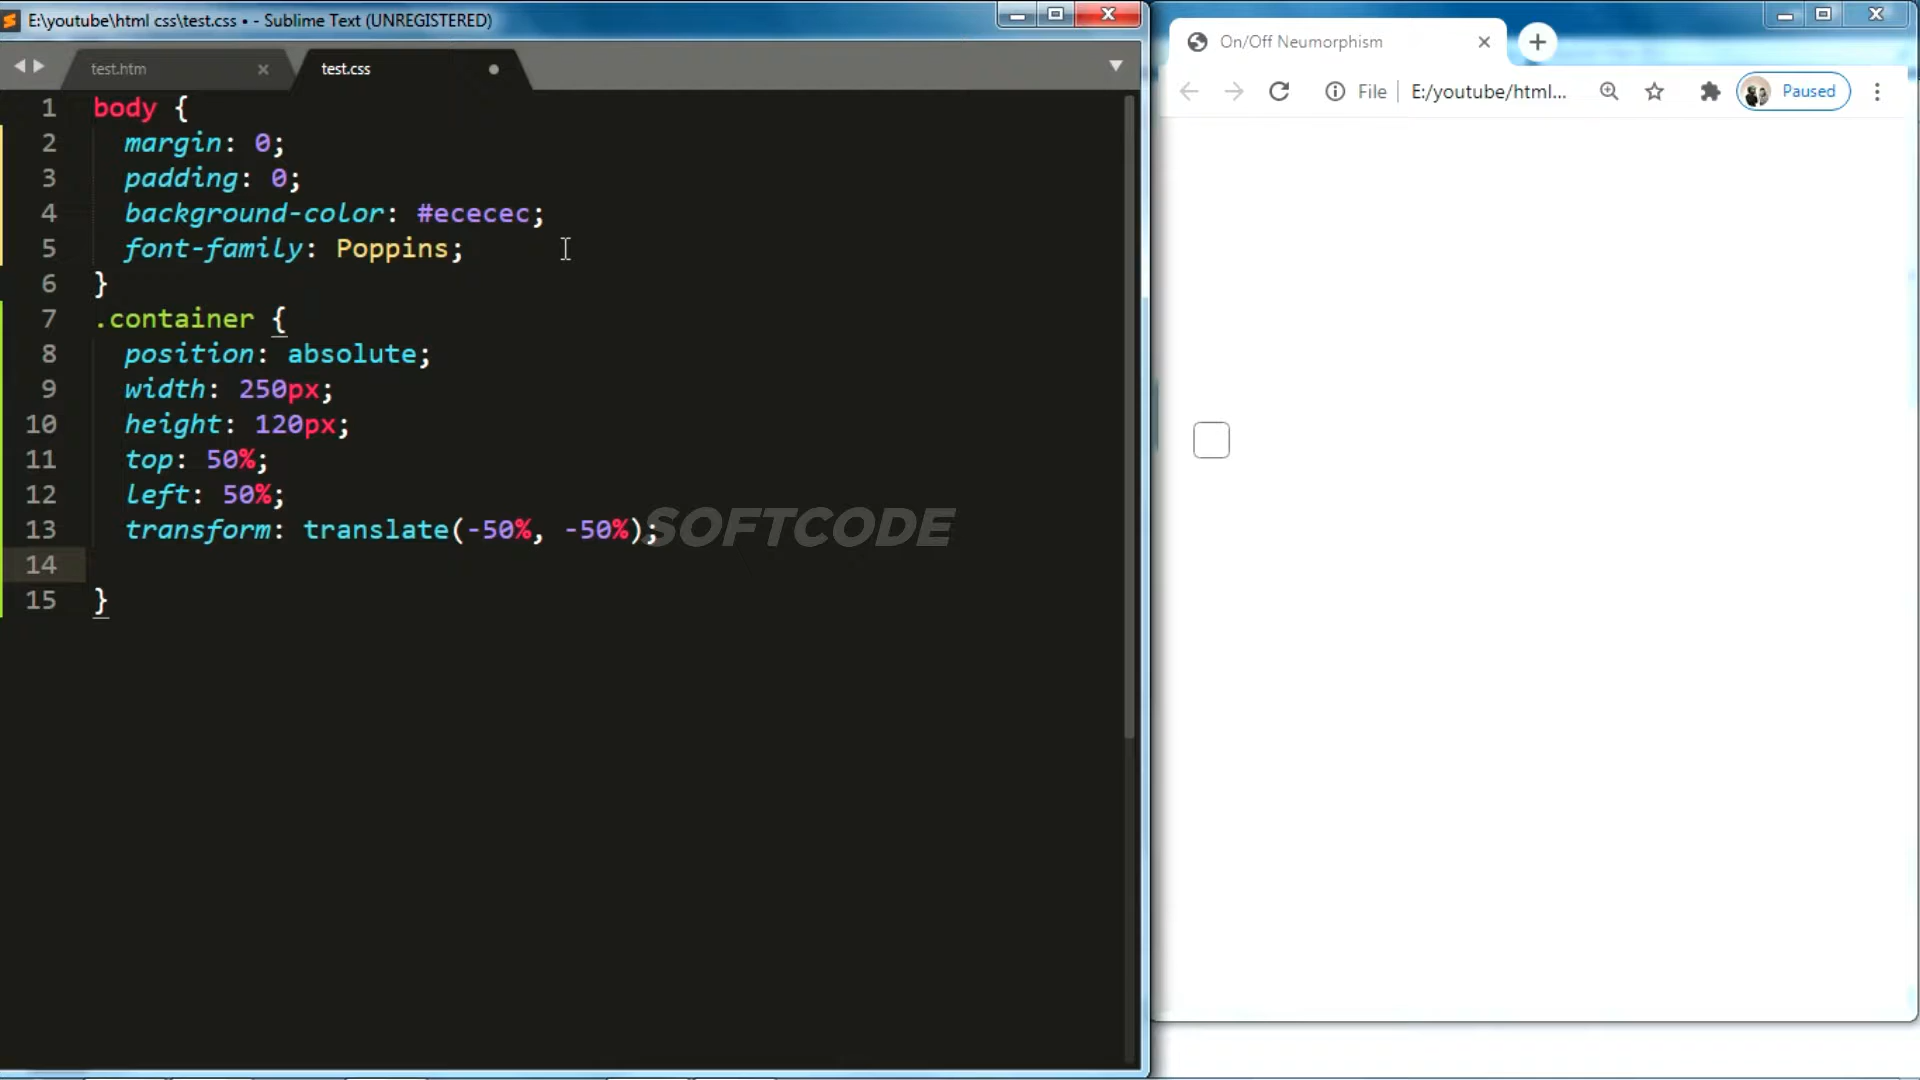 E:\youtube\html css\test.css • - Sublime Text (UNREGISTERED)
test.htm
test.css
1 body {
2 margin: 0;
3 padding: 0;
4 background-color: #ececec;
5 font-family: Poppins;
6 }
7 .container {
8 position: absolute;
9 width: 250px;
10 height: 120px;
11 top: 50%;
12 left: 50%;
13 transform: translate(-50%, -50%);
14
15 }
SOFTCODE
On/Off Neumorphism
File E:/youtube/html... Paused